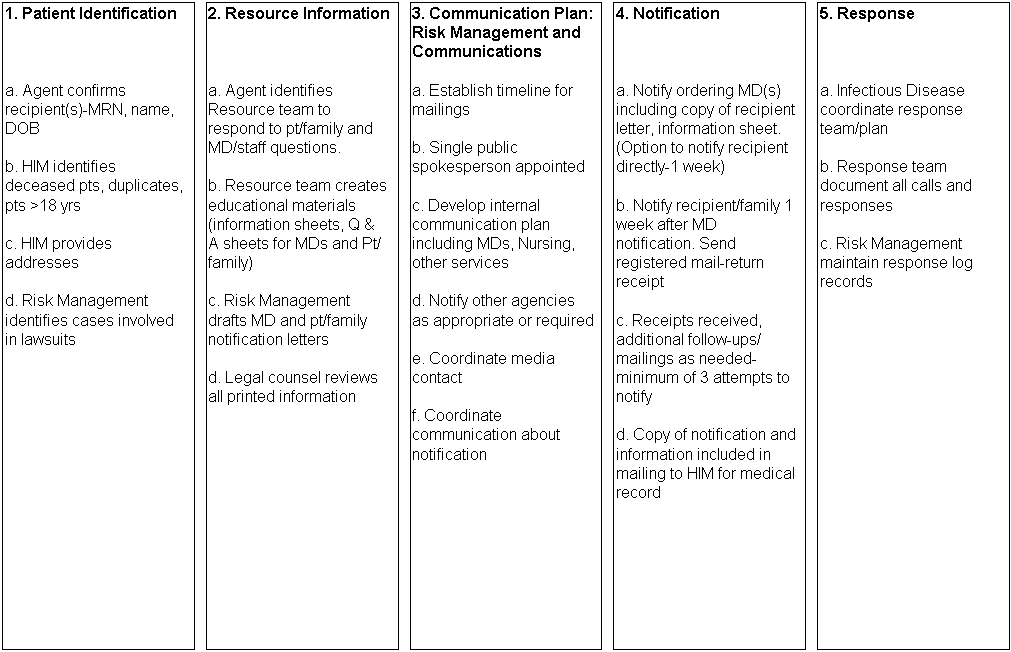 1. Patient Identification
a. Agent confirms
recipient(s)-MRN, name,
DOB
b. HIM identifies
deceased pts, duplicates,
pts >18 yrs
c. HIM provides
addresses
d. Risk Management
identifies cases involved
in lawsuits
2. Resource Information
a. Agent identifies
Resource team to
respond to pt/family and
MD/staff questions.
b. Resource team creates
educational materials
(information sheets, Q &
A sheets for MDs and Pt/
family)
c. Risk Management
drafts MD and pt/family
notification letters
d. Legal counsel reviews
all printed information
3. Communication Plan:
Risk Management and
Communications
a. Establish timeline for
mailings
b. Single public
spokesperson appointed
c. Develop internal
communication plan
including MDs, Nursing,
other services
d. Notify other agencies
as appropriate or required
e. Coordinate media
contact
f. Coordinate
communication about
notification
4. Notification
a. Notify ordering MD(s)
including copy of recipient
letter, information sheet.
(Option to notify recipient
directly-1 week)
b. Notify recipient/family 1
week after MD
notification. Send
registered mail-return
receipt
c. Receipts received,
additional follow-ups/
mailings as needed-
minimum of 3 attempts to
notify
d. Copy of notification and
information included in
mailing to HIM for medical
record
5. Response
a. Infectious Disease
coordinate response
team/plan
b. Response team
document all calls and
responses
c. Risk Management
maintain response log
records